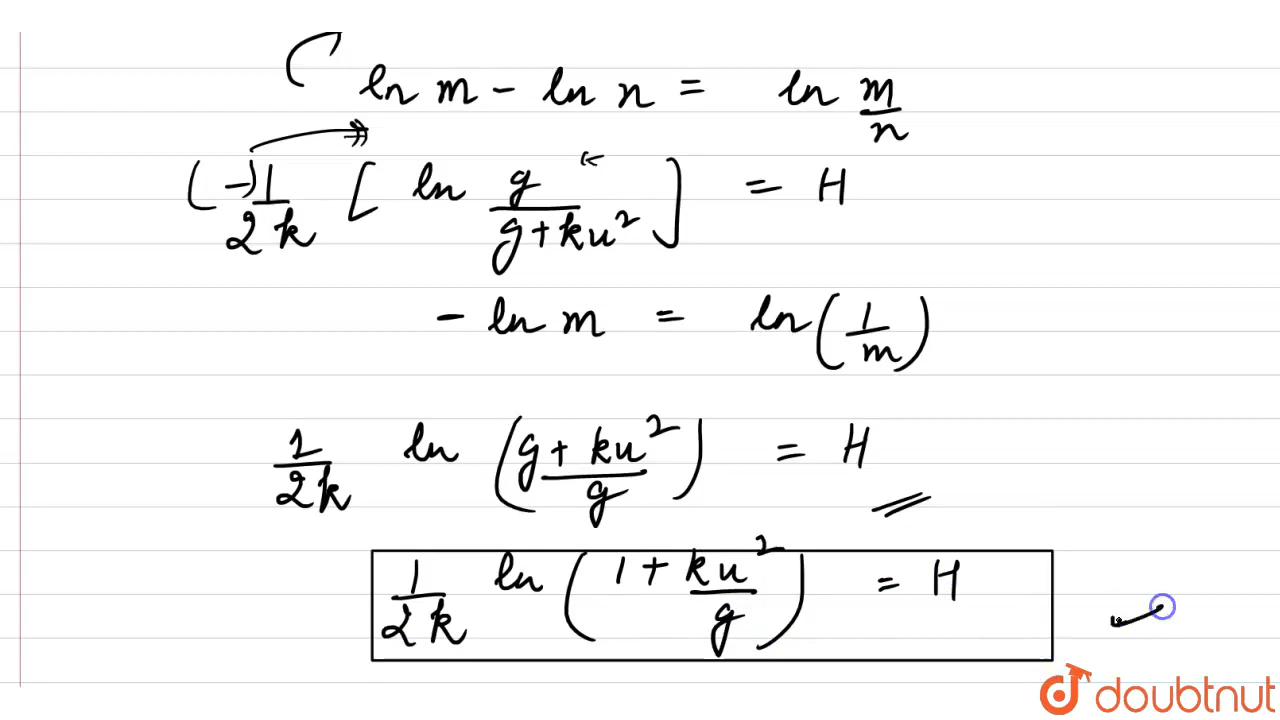 ln m - ln n = ln m/n
(-) 1/2k [ ln g/g+ku² ] = H
- ln m = ln (1/m)
1/2k ln (g+ku²/g) = H
1/2k ln (1+ku²/g) = H
doubtnut